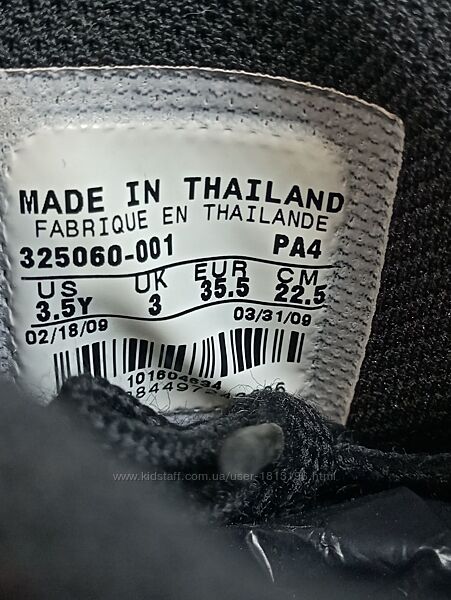 MADE IN THAILAND
FABRIQUE EN THAILANDE
325060-001 PA4
US UK EUR CM
3.5Y 3 35.5 22.5
02/18/09 03/31/09
www.kidstaff.com.ua/user-1813196.html